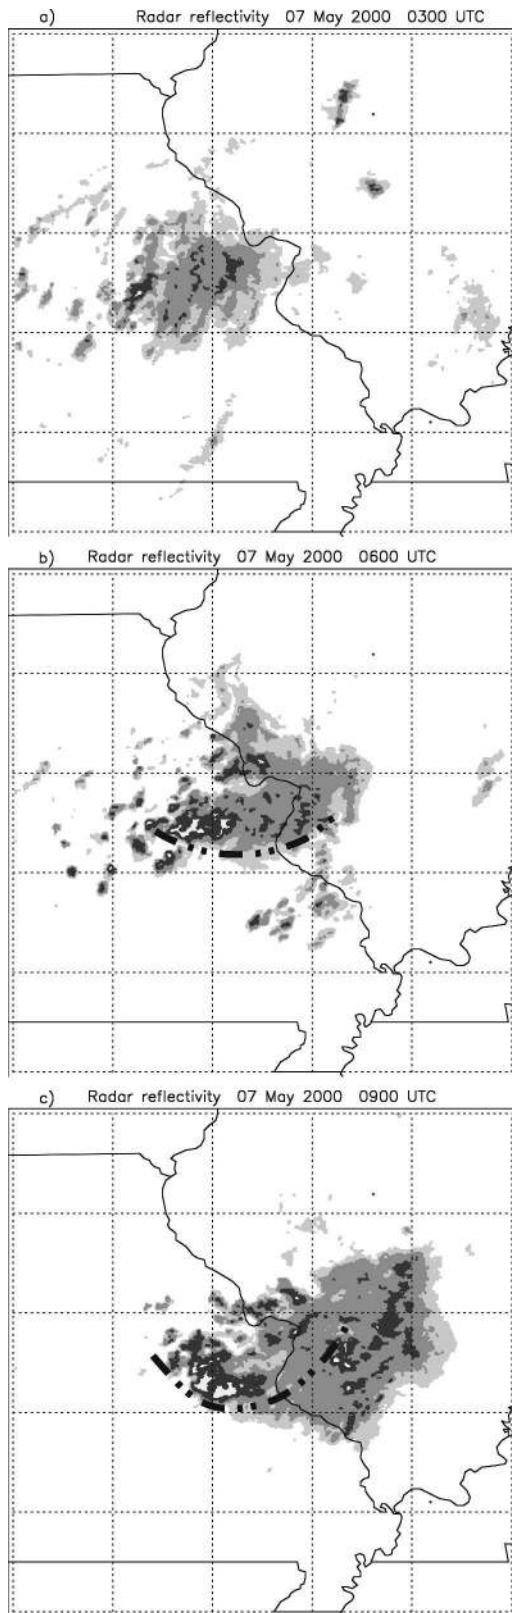 a) Radar reflectivity 07 May 2000 0300 UTC
b) Radar reflectivity 07 May 2000 0600 UTC
c) Radar reflectivity 07 May 2000 0900 UTC